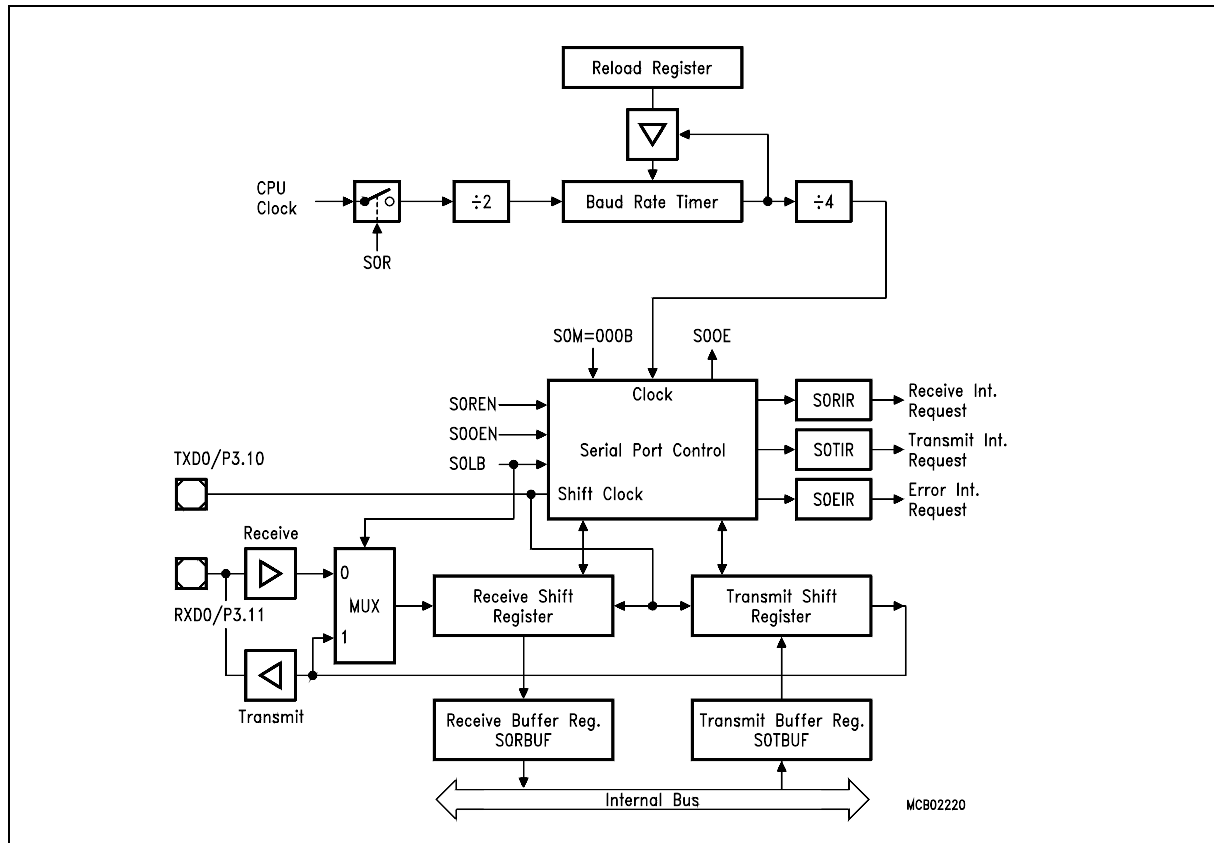 Reload Register
CPU
Clock
÷2
Baud Rate Timer
÷4
S0R
S0M=000B
S0OE
Clock
S0REN
S0OEN
S0LB
Serial Port Control
Shift Clock
S0RIR
Receive Int.
Request
S0TIR
Transmit Int.
Request
S0EIR
Error Int.
Request
TXD0/P3.10
Receive
RXD0/P3.11
0
MUX
1
Transmit
Receive Shift
Register
Transmit Shift
Register
Receive Buffer Reg.
S0RBUF
Transmit Buffer Reg.
S0TBUF
Internal Bus
MCB02220